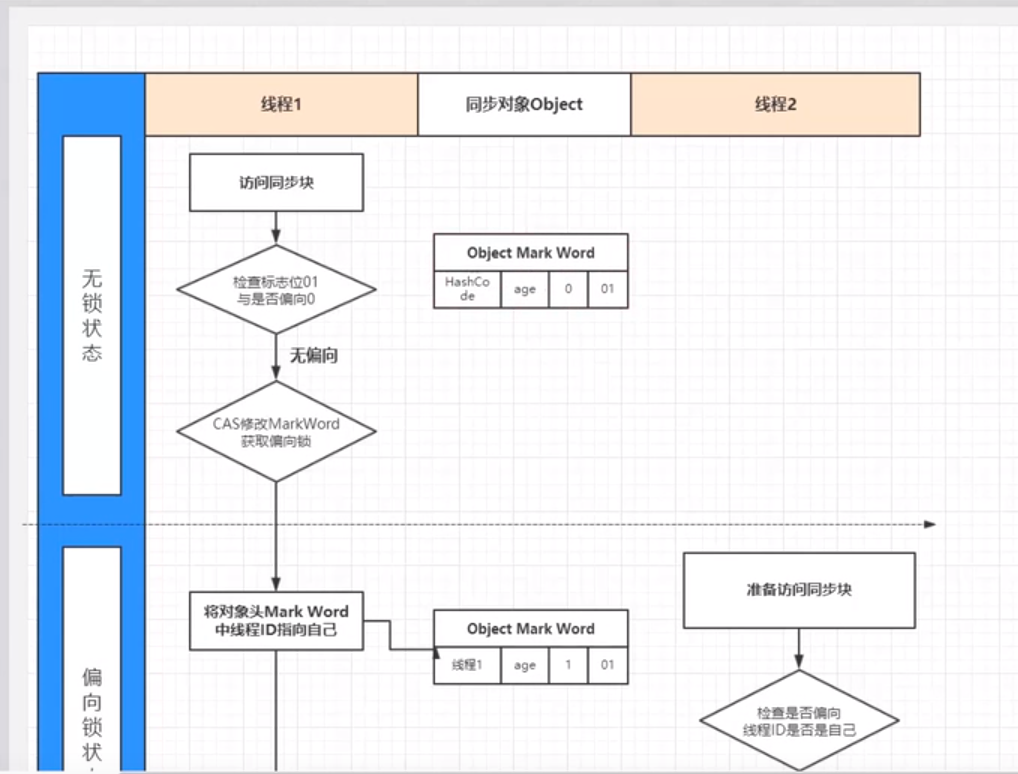 线程1
同步对象Object
线程2
无锁状态
访问同步块
检查标志位01
与是否偏向0
Object Mark Word
HashCo
de
age
0
01
无偏向
CAS修改MarkWord
获取偏向锁
偏向锁状
将对象头Mark Word
中线程ID指向自己
Object Mark Word
线程1
age
1
01
准备访问同步块
检查是否偏向
线程ID是否是自己